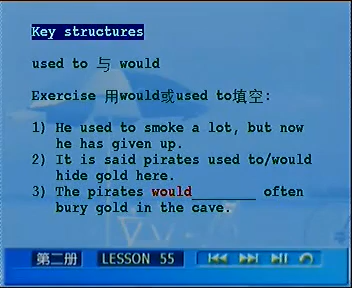 Key structures
used to 与 would
Exercise 用would或used to填空:
1) He used to smoke a lot, but now
he has given up.
2) It is said pirates used to/would
hide gold here.
3) The pirates would________ often
bury gold in the cave.
第二册 LESSON 55